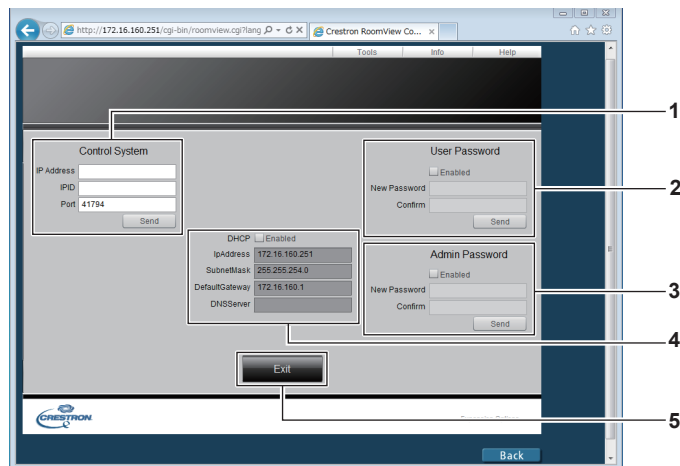 http://172.16.160.251/cgi-bin/roomview.cgi?lang
Crestron RoomView Co...
Tools Info Help
1
Control System
IP Address
IPID
Port 41794
Send
User Password
Enabled
New Password
Confirm
Send
2
DHCP Enabled
IpAddress 172.16.160.251
SubnetMask 255.255.254.0
DefaultGateway 172.16.160.1
DNSServer
Admin Password
Enabled
New Password
Confirm
Send
3
4
Exit
CRESTRON
5
Back